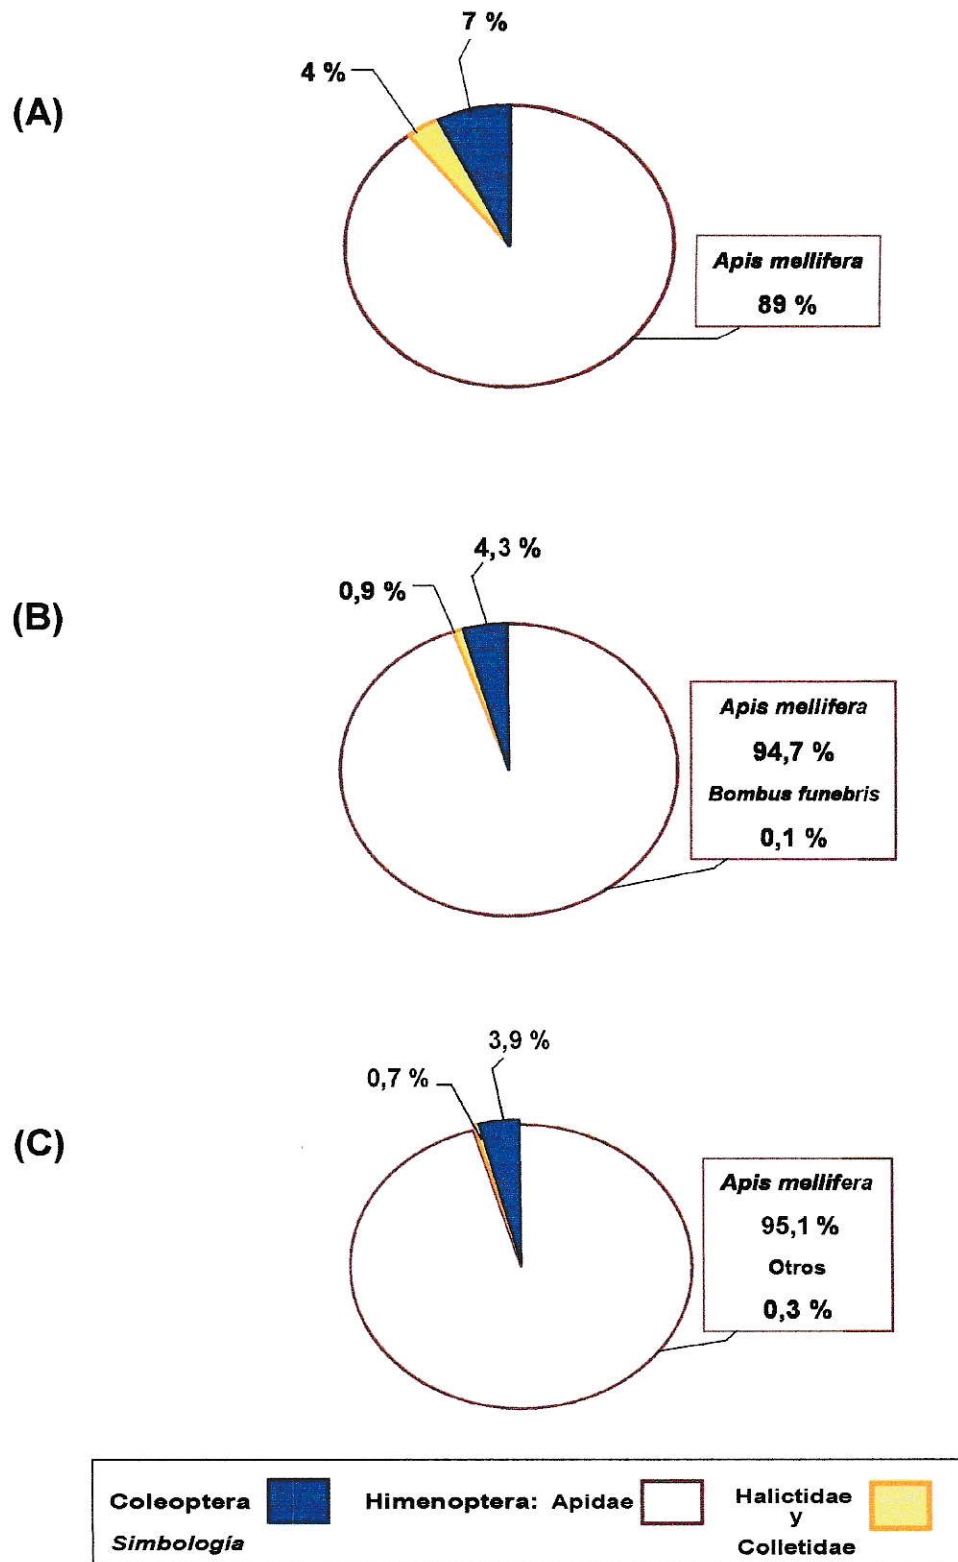 7 %
4 %
(A)
Apis mellifera
89 %
4,3 %
0,9 %
(B)
Apis mellifera
94,7 %
Bombus funebris
0,1 %
3,9 %
0,7 %
(C)
Apis mellifera
95,1 %
Otros
0,3 %
Coleoptera
Himenoptera: Apidae
Halictidae
y
Colletidae
Simbología